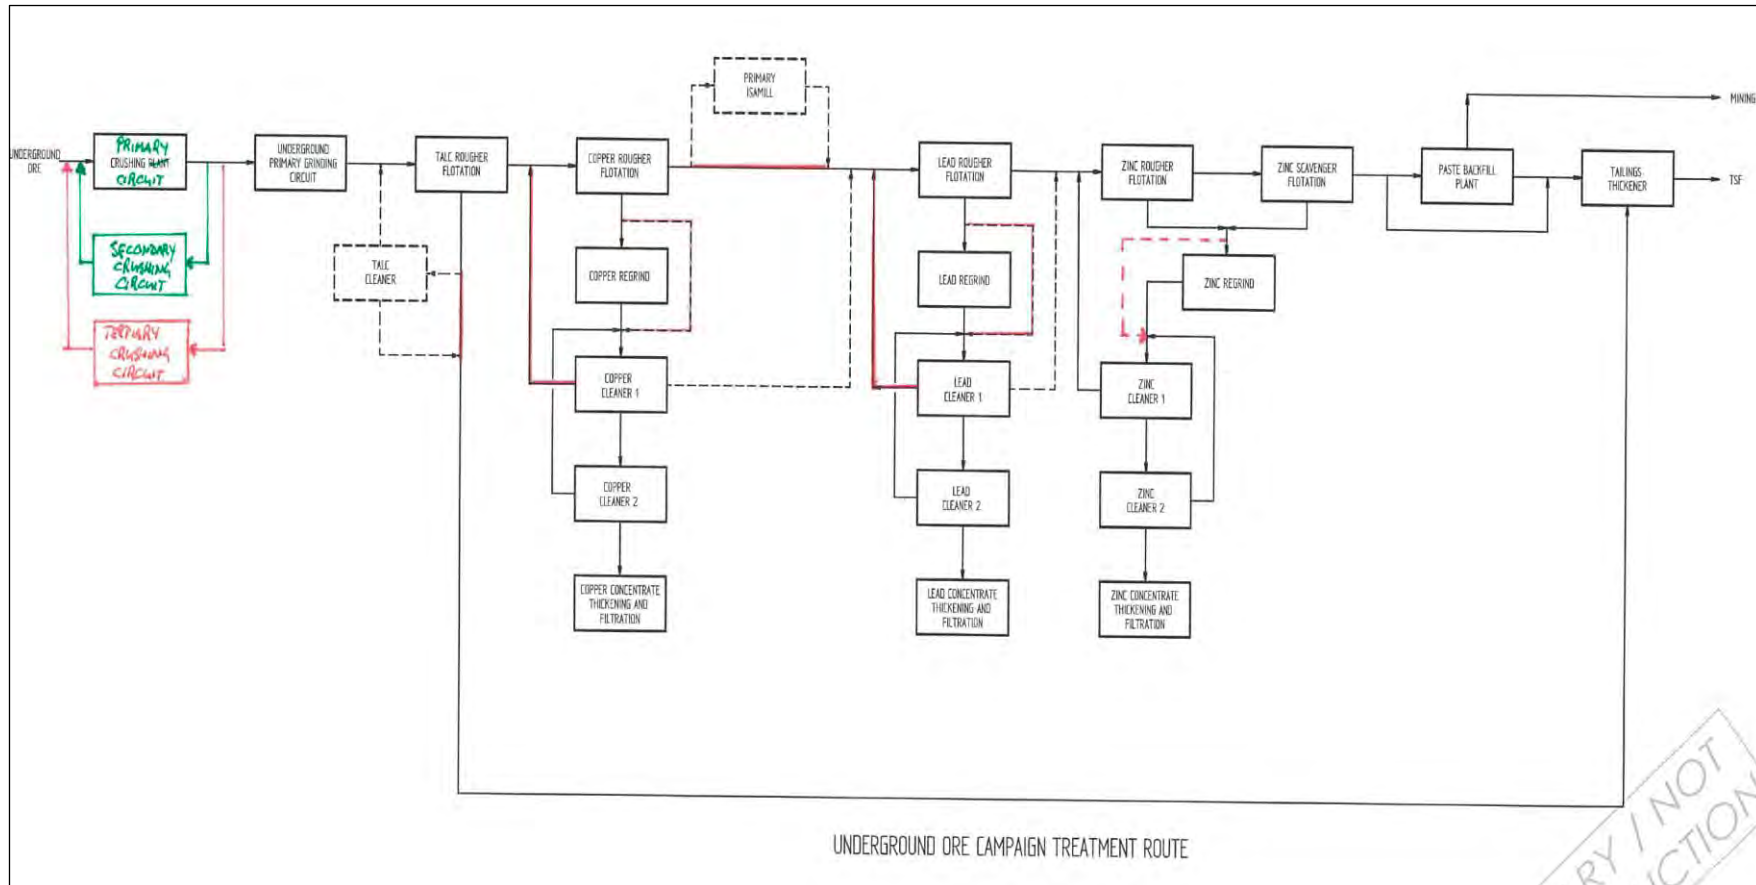 PRIMARY
ISAMILL
MINING
UNDERGROUND
ORE
PRIMARY
CRUSHING PLANT
CIRCUIT
UNDERGROUND
PRIMARY GRINDING
CIRCUIT
TALC ROUGHER
FLOTATION
COPPER ROUGHER
FLOTATION
LEAD ROUGHER
FLOTATION
ZINC ROUGHER
FLOTATION
ZINC SCAVENGER
FLOTATION
PASTE BACKFILL
PLANT
TAILINGS
THICKENER
TSF
SECONDARY
CRUSHING
CIRCUIT
TALC
CLEANER
COPPER REGRIND
LEAD REGRIND
ZINC REGRIND
TERTIARY
CRUSHING
CIRCUIT
COPPER
CLEANER 1
LEAD
CLEANER 1
ZINC
CLEANER 1
COPPER
CLEANER 2
LEAD
CLEANER 2
ZINC
CLEANER 2
COPPER CONCENTRATE
THICKENING AND
FILTRATION
LEAD CONCENTRATE
THICKENING AND
FILTRATION
ZINC CONCENTRATE
THICKENING AND
FILTRATION
UNDERGROUND ORE CAMPAIGN TREATMENT ROUTE
RY / NOT
CTION